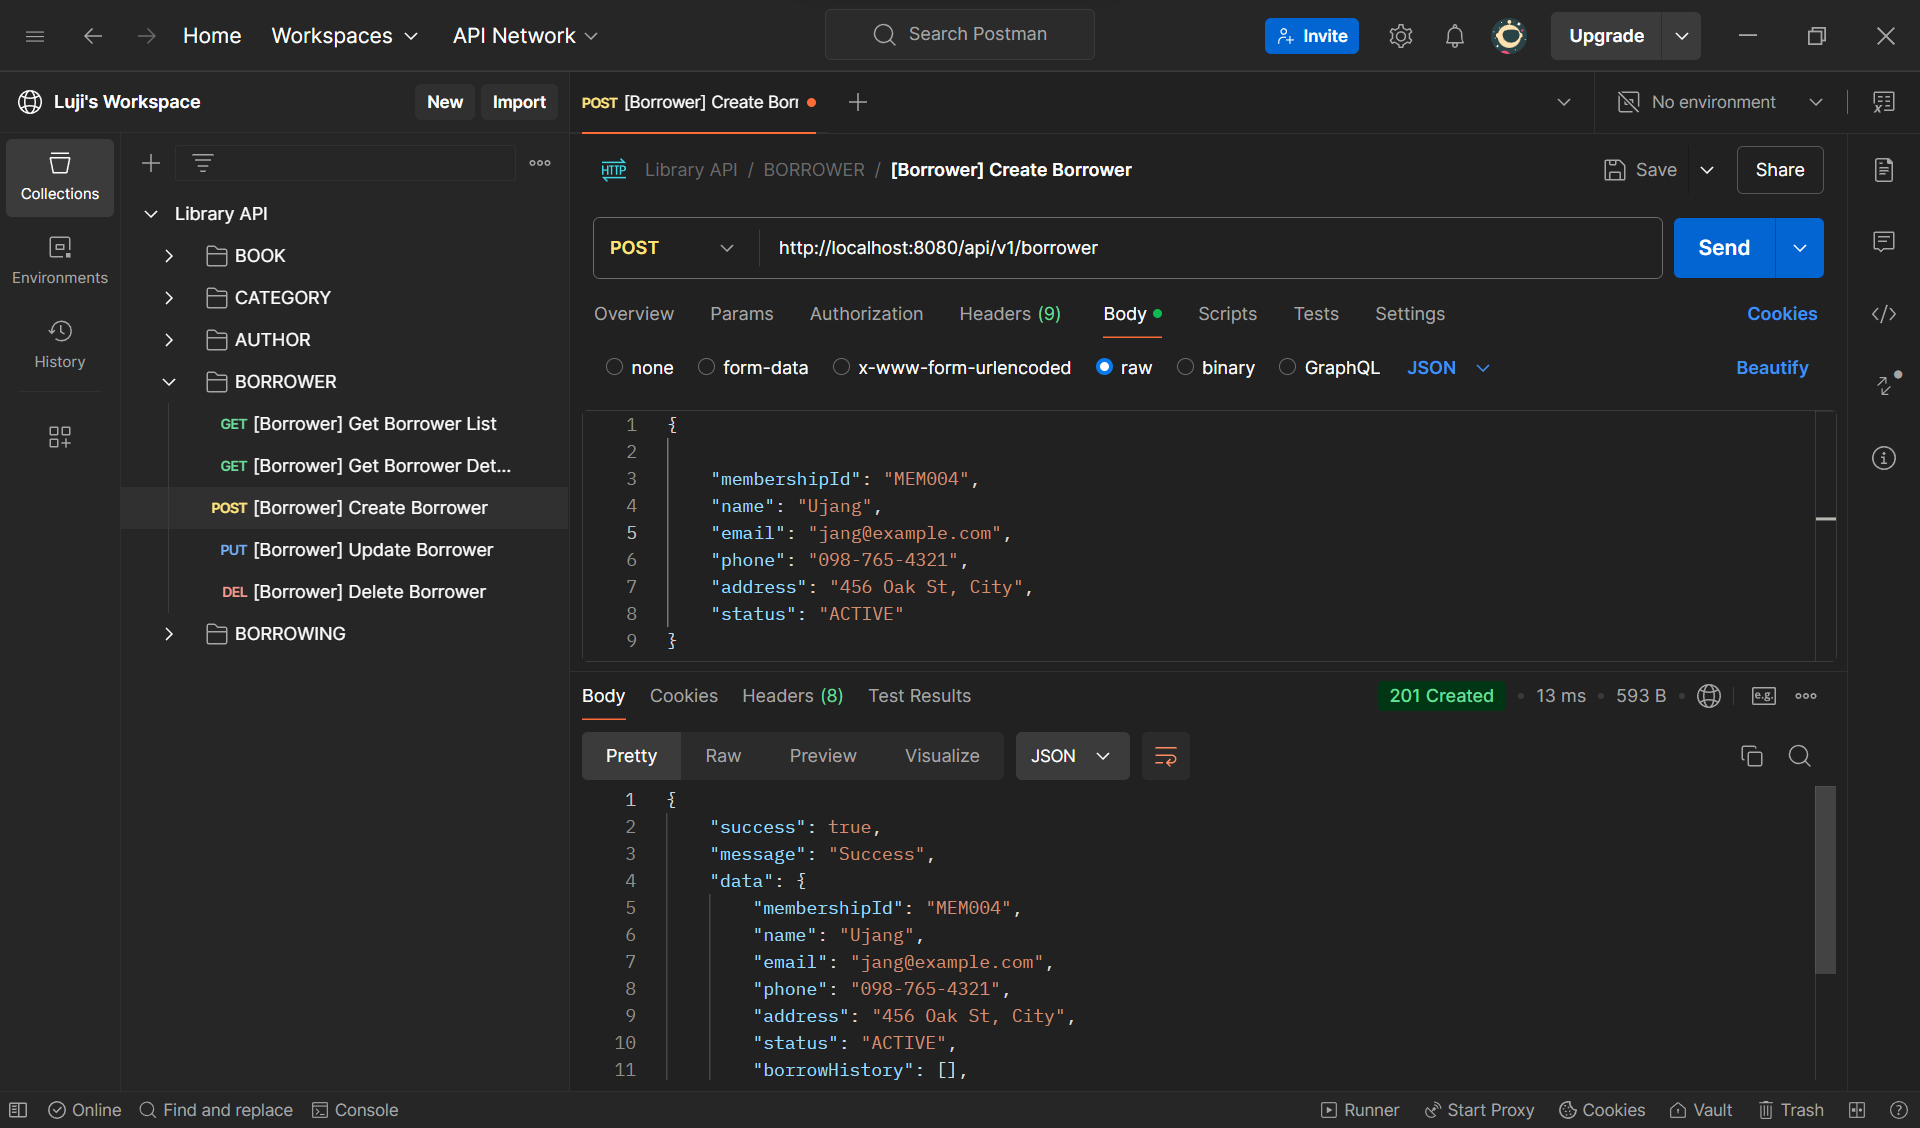 Home Workspaces API Network Search Postman Invite Upgrade
Luji's Workspace New Import POST [Borrower] Create Borr No environment
Collections
Environments
History
Library API
BOOK
CATEGORY
AUTHOR
BORROWER
GET [Borrower] Get Borrower List
GET [Borrower] Get Borrower Det...
POST [Borrower] Create Borrower
PUT [Borrower] Update Borrower
DEL [Borrower] Delete Borrower
BORROWING
HTTP Library API / BORROWER / [Borrower] Create Borrower Save Share
POST http://localhost:8080/api/v1/borrower Send
Overview Params Authorization Headers (9) Body Scripts Tests Settings Cookies
none form-data x-www-form-urlencoded raw binary GraphQL JSON Beautify
1 {
2
3 "membershipId": "MEM004",
4 "name": "Ujang",
5 "email": "jang@example.com",
6 "phone": "098-765-4321",
7 "address": "456 Oak St, City",
8 "status": "ACTIVE"
9 }
Body Cookies Headers (8) Test Results 201 Created 13 ms 593 B e.g.
Pretty Raw Preview Visualize JSON
1 {
2 "success": true,
3 "message": "Success",
4 "data": {
5 "membershipId": "MEM004",
6 "name": "Ujang",
7 "email": "jang@example.com",
8 "phone": "098-765-4321",
9 "address": "456 Oak St, City",
10 "status": "ACTIVE",
11 "borrowHistory": [],
Online Find and replace Console Runner Start Proxy Cookies Vault Trash